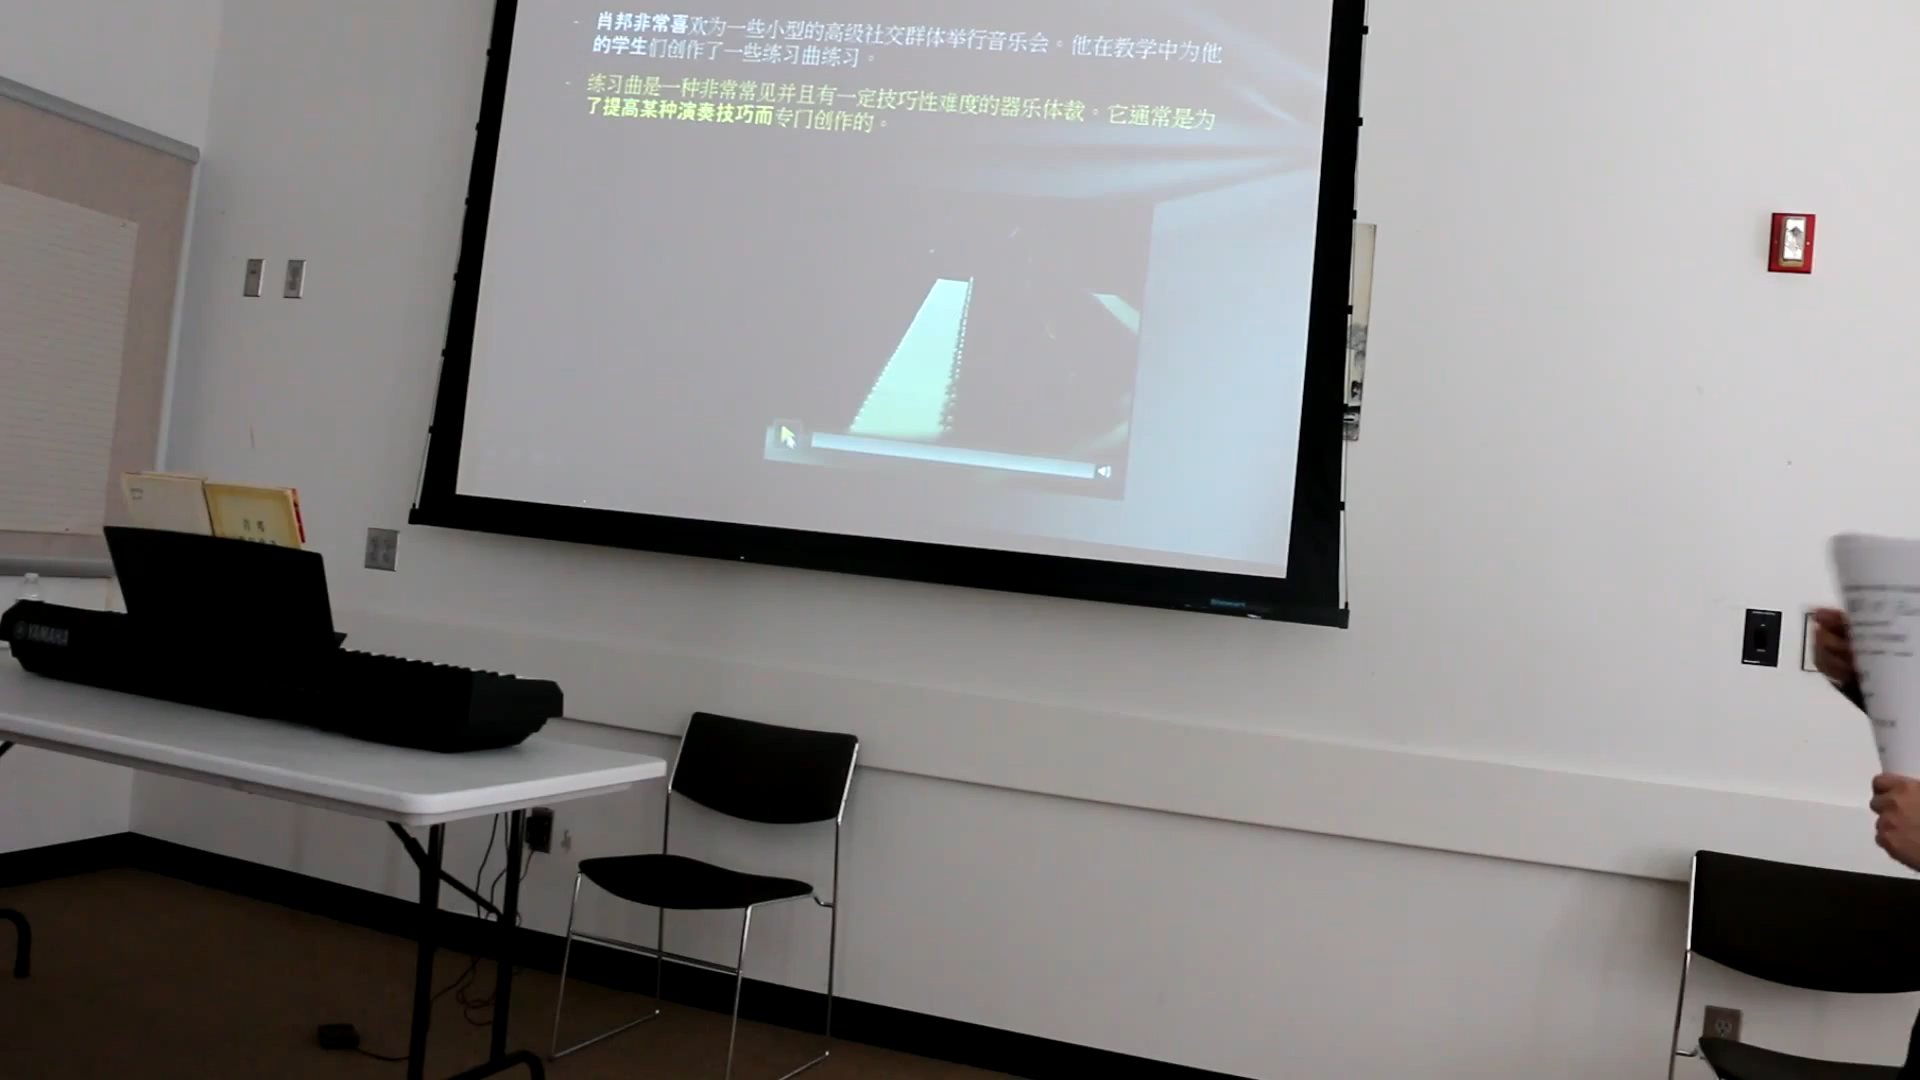 - 肖邦非常喜欢为一些小型的高级社交群体举行音乐会。他在教学中为他
的学生们创作了一些练习曲练习。
- 练习曲是一种非常常见并且有一定技巧性难度的器乐体裁。它通常是为
了提高某种演奏技巧而专门创作的。
YAMAHA